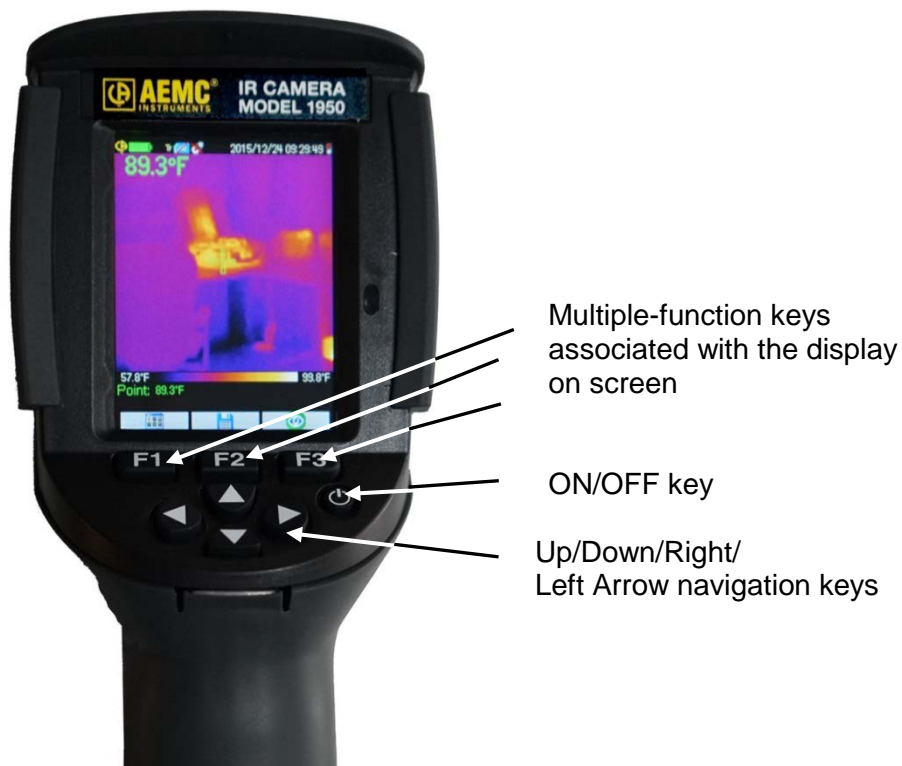 AEMC®
INSTRUMENTS
IR CAMERA
MODEL 1950
2015/12/24 09:29:49
89.3°F
57.8°F 99.8°F
Point: 89.3°F
F1 F2 F3
Multiple-function keys
associated with the display
on screen
ON/OFF key
Up/Down/Right/
Left Arrow navigation keys